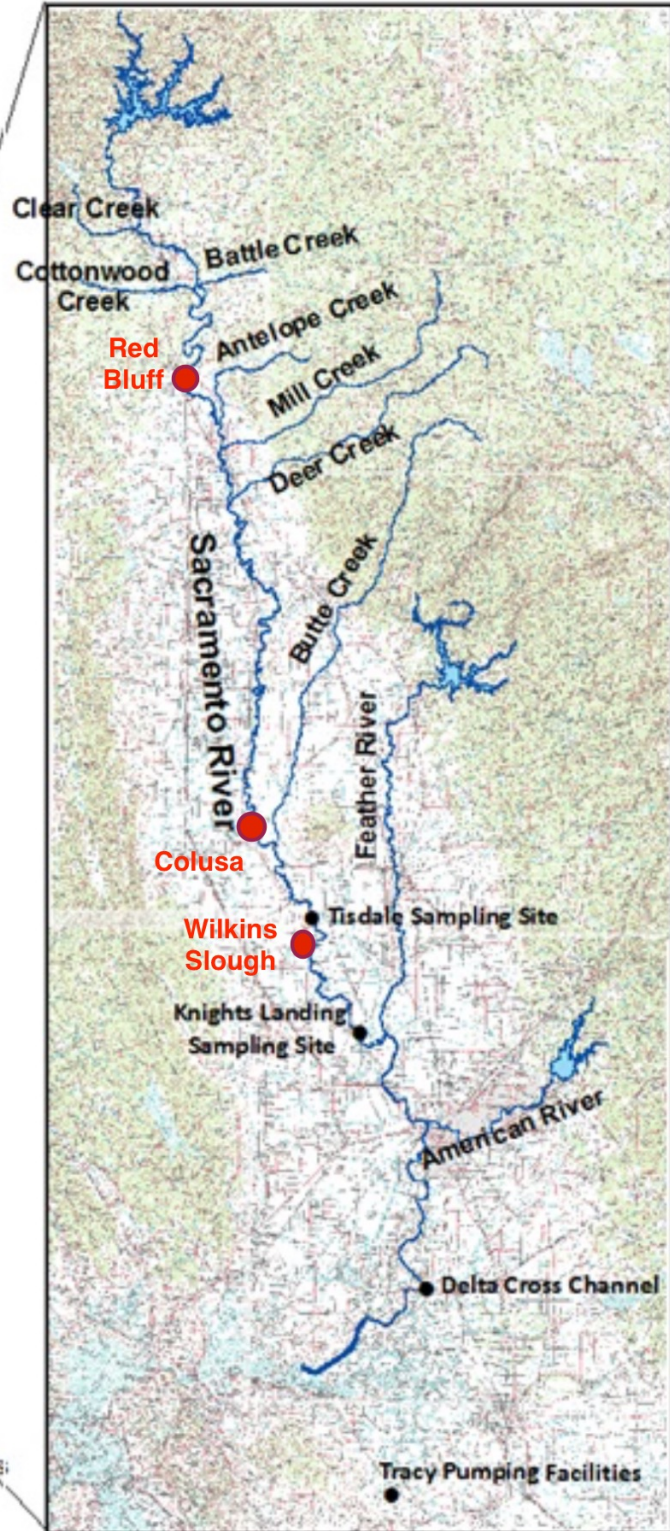 Clear Creek
Battle Creek
Cottonwood
Creek
Antelope Creek
Red
Bluff
Mill Creek
Deer Creek
Sacramento River
Butte Creek
Feather River
Colusa
Tisdale Sampling Site
Wilkins
Slough
Knights Landing
Sampling Site
American River
Delta Cross Channel
Tracy Pumping Facilities